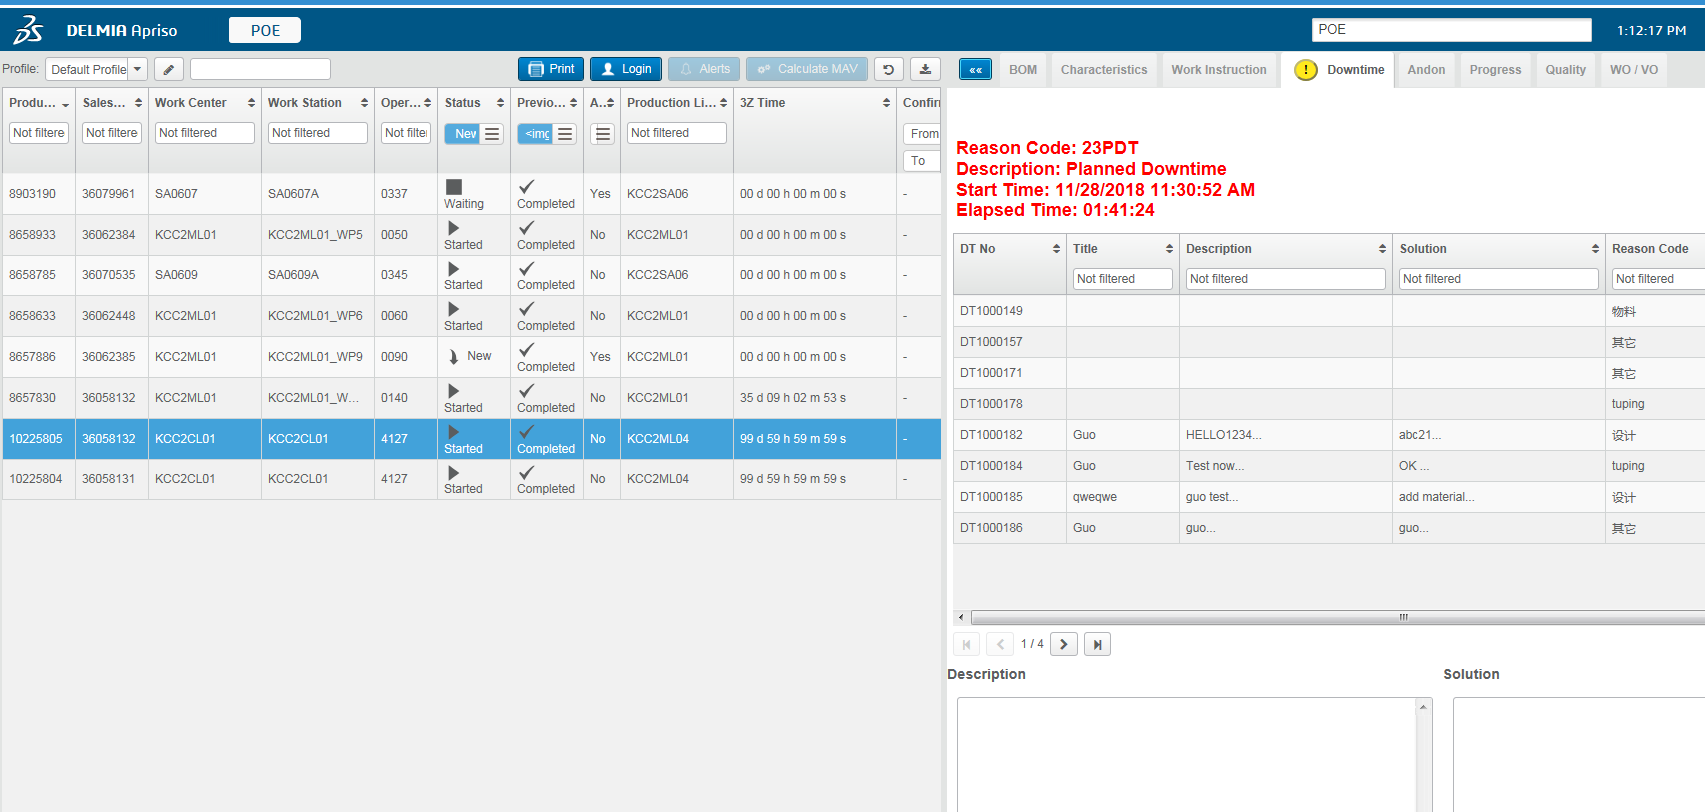 DELMIA Apriso
POE
POE
1:12:17 PM
Profile:
Default Profile
Print
Login
Alerts
Calculate MAV
««
BOM
Characteristics
Work Instruction
! Downtime
Andon
Progress
Quality
WO / VO
Produ... Sales... Work Center Work Station Oper... Status Previo... A.. Production Li... 3Z Time Confirm
Not filtere Not filtere Not filtered Not filtered Not filte New <img Not filtered From
To
8903190 36079961 SA0607 SA0607A 0337 Waiting Completed Yes KCC2SA06 00 d 00 h 00 m 00 s -
8658933 36062384 KCC2ML01 KCC2ML01_WP5 0050 Started Completed No KCC2ML01 00 d 00 h 00 m 00 s -
8658785 36070535 SA0609 SA0609A 0345 Started Completed No KCC2SA06 00 d 00 h 00 m 00 s -
8658633 36062448 KCC2ML01 KCC2ML01_WP6 0060 Started Completed No KCC2ML01 00 d 00 h 00 m 00 s -
8657886 36062385 KCC2ML01 KCC2ML01_WP9 0090 New Completed Yes KCC2ML01 00 d 00 h 00 m 00 s -
8657830 36058132 KCC2ML01 KCC2ML01_W... 0140 Started Completed No KCC2ML01 35 d 09 h 02 m 53 s -
10225805 36058132 KCC2CL01 KCC2CL01 4127 Started Completed No KCC2ML04 99 d 59 h 59 m 59 s -
10225804 36058131 KCC2CL01 KCC2CL01 4127 Started Completed No KCC2ML04 99 d 59 h 59 m 59 s -
Reason Code: 23PDT
Description: Planned Downtime
Start Time: 11/28/2018 11:30:52 AM
Elapsed Time: 01:41:24
DT No Title Description Solution Reason Code
Not filtered Not filtered Not filtered Not filtered
DT1000149 物料
DT1000157 其它
DT1000171 其它
DT1000178 tuping
DT1000182 Guo HELLO1234... abc21... 设计
DT1000184 Guo Test now... OK ... tuping
DT1000185 qweqwe guo test... add material... 设计
DT1000186 Guo guo... guo... 其它
1 / 4
Description
Solution